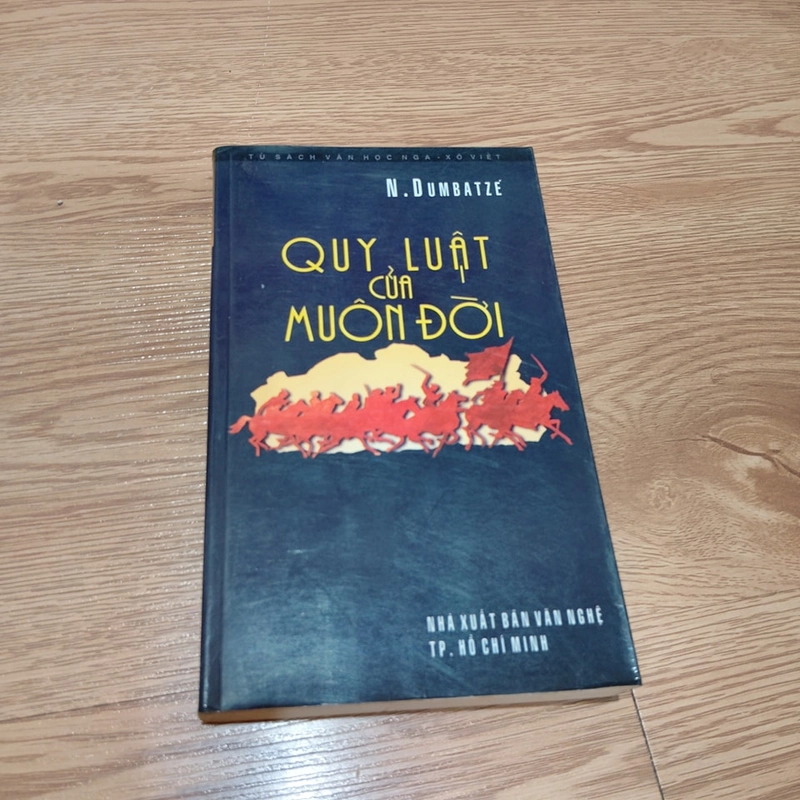 TỦ SÁCH VĂN HỌC NGA - XÔ VIẾT
N. DUMBATZÉ
QUY LUẬT
CỦA
MUÔN ĐỜI
NHÀ XUẤT BẢN VĂN NGHỆ
TP. HỒ CHÍ MINH